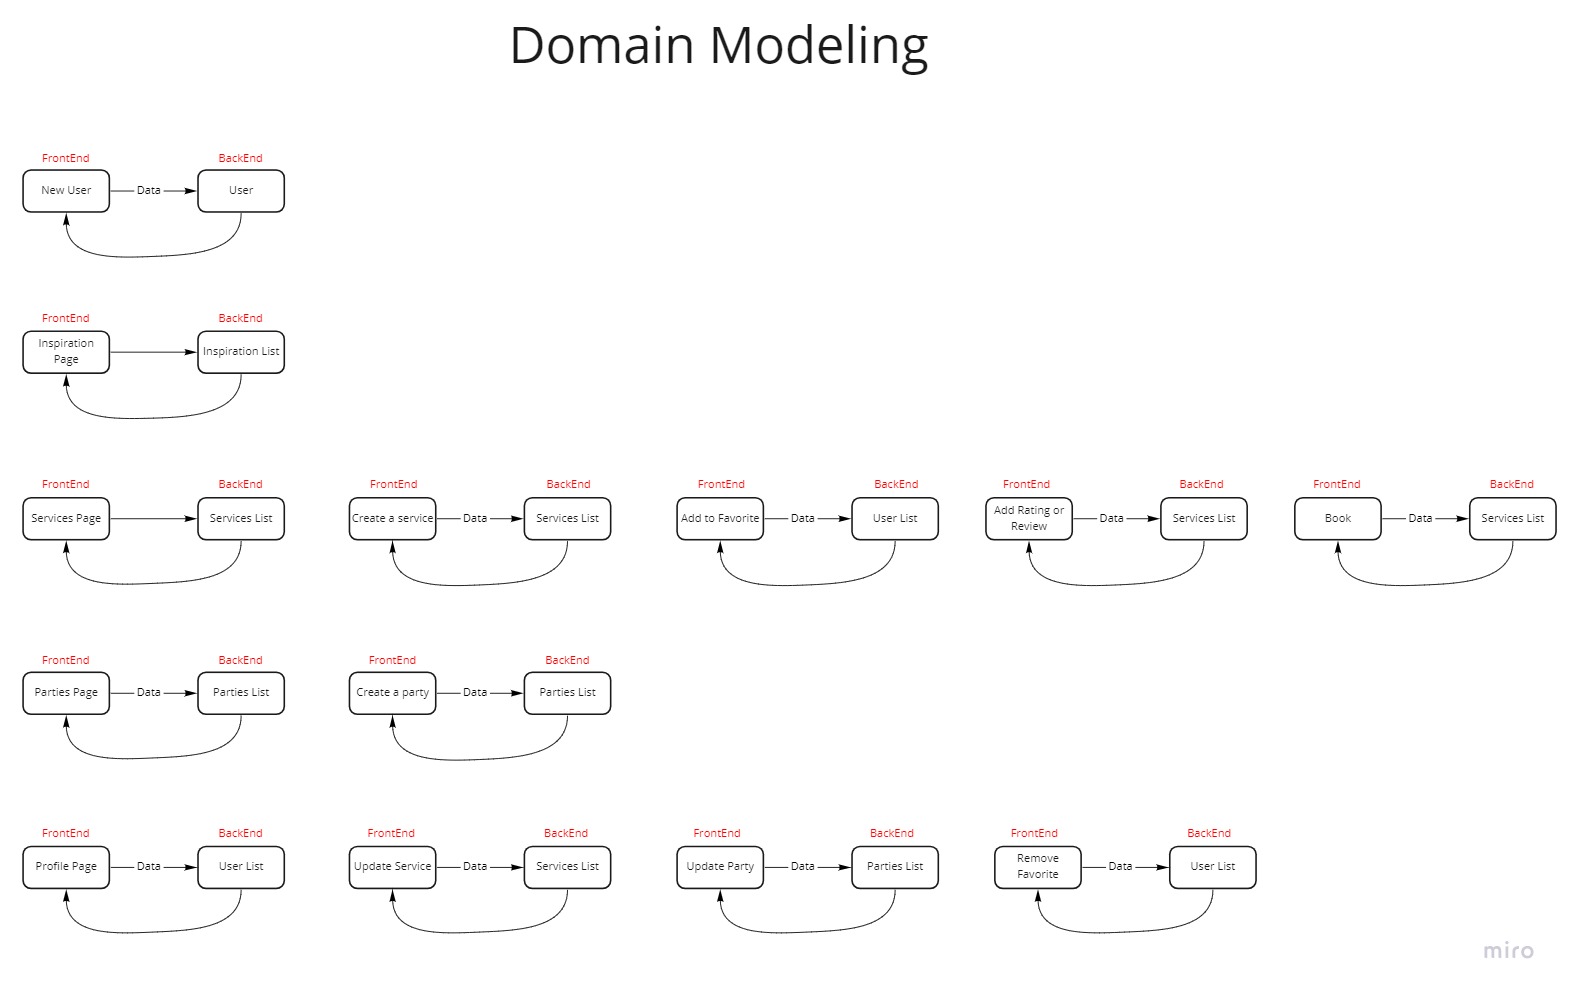 Domain Modeling
FrontEnd BackEnd
New User Data User
FrontEnd BackEnd
Inspiration
Page
Inspiration List
FrontEnd BackEnd FrontEnd BackEnd FrontEnd BackEnd FrontEnd BackEnd FrontEnd BackEnd
Services Page Services List Create a service Data Services List Add to Favorite Data User List Add Rating or
Review
Data Services List Book Data Services List
FrontEnd BackEnd FrontEnd BackEnd
Parties Page Data Parties List Create a party Data Parties List
FrontEnd BackEnd FrontEnd BackEnd FrontEnd BackEnd FrontEnd BackEnd
Profile Page Data User List Update Service Data Services List Update Party Data Parties List Remove
Favorite
Data User List
miro